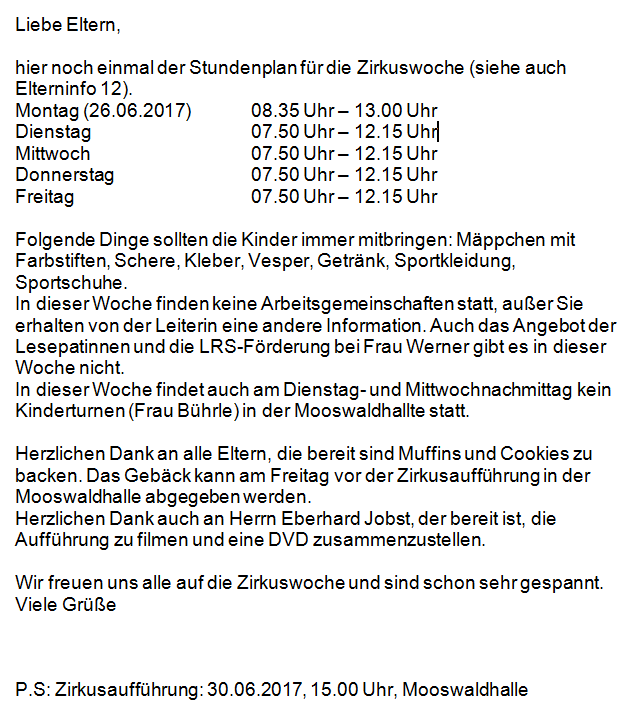 Liebe Eltern,
hier noch einmal der Stundenplan für die Zirkuswoche (siehe auch
Elterninfo 12).
Montag (26.06.2017) 08.35 Uhr – 13.00 Uhr
Dienstag 07.50 Uhr – 12.15 Uhr
Mittwoch 07.50 Uhr – 12.15 Uhr
Donnerstag 07.50 Uhr – 12.15 Uhr
Freitag 07.50 Uhr – 12.15 Uhr
Folgende Dinge sollten die Kinder immer mitbringen: Mäppchen mit
Farbstiften, Schere, Kleber, Vesper, Getränk, Sportkleidung,
Sportschuhe.
In dieser Woche finden keine Arbeitsgemeinschaften statt, außer Sie
erhalten von der Leiterin eine andere Information. Auch das Angebot der
Lesepatinnen und die LRS-Förderung bei Frau Werner gibt es in dieser
Woche nicht.
In dieser Woche findet auch am Dienstag- und Mittwochnachmittag kein
Kinderturnen (Frau Bührle) in der Mooswaldhallte statt.
Herzlichen Dank an alle Eltern, die bereit sind Muffins und Cookies zu
backen. Das Gebäck kann am Freitag vor der Zirkusaufführung in der
Mooswaldhalle abgegeben werden.
Herzlichen Dank auch an Herrn Eberhard Jobst, der bereit ist, die
Aufführung zu filmen und eine DVD zusammenzustellen.
Wir freuen uns alle auf die Zirkuswoche und sind schon sehr gespannt.
Viele Grüße
P.S: Zirkusaufführung: 30.06.2017, 15.00 Uhr, Mooswaldhalle